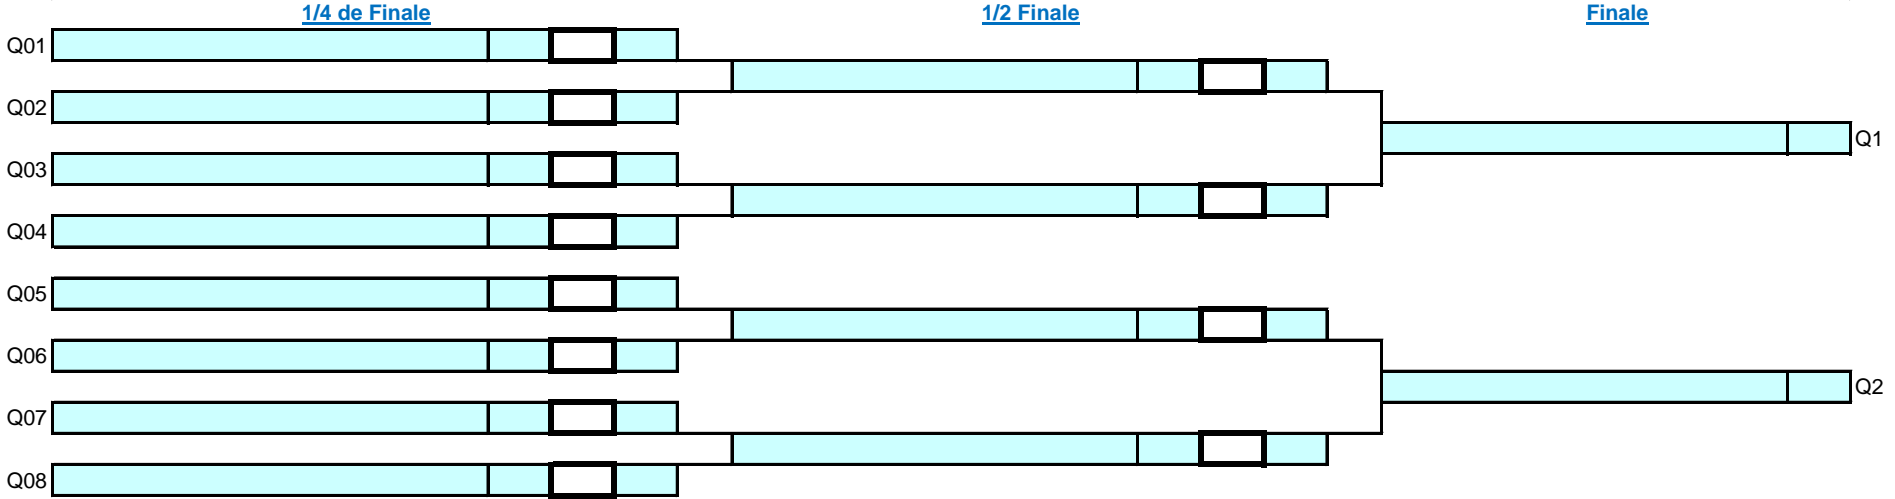 1/4 de Finale 1/2 Finale Finale
Q01
Q02
Q1
Q03
Q04
Q05
Q06
Q2
Q07
Q08